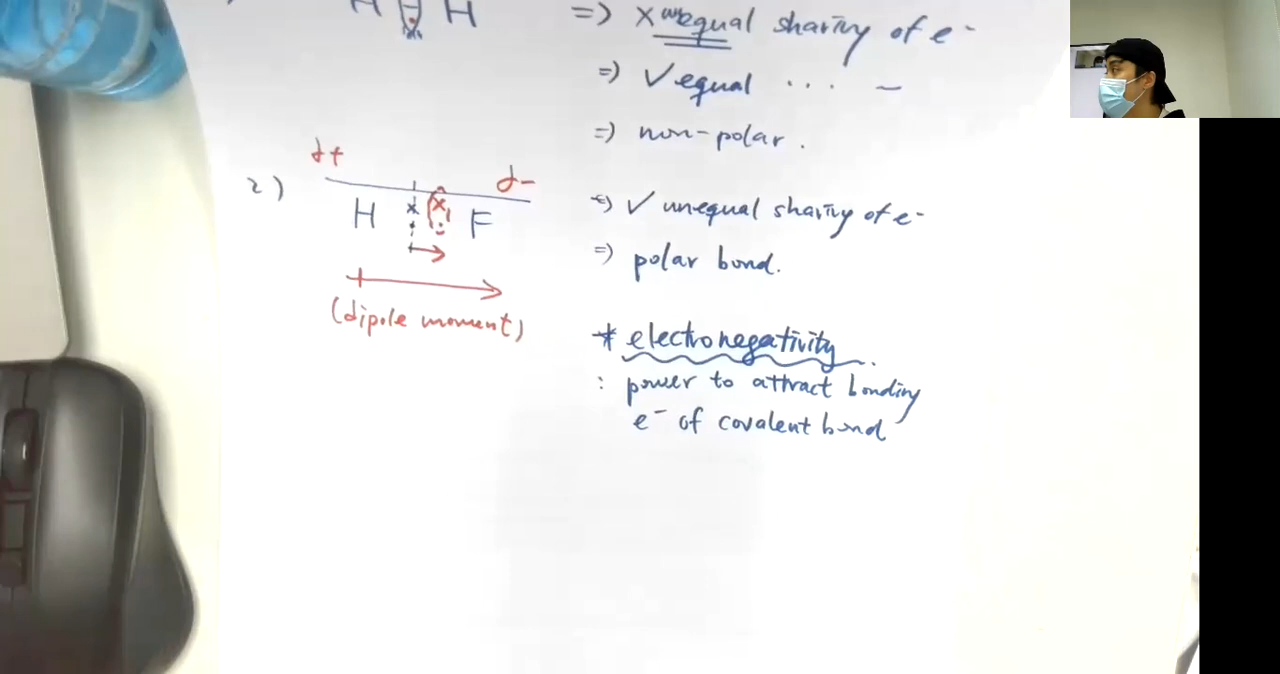 H H => x unequal sharing of e-
=> ✓ equal ... -
=> non-polar.
δ+ δ-
2) H x F => ✓ unequal sharing of e-
=> polar bond.
(dipole moment)
* electronegativity.
: power to attract bonding
e- of covalent bond